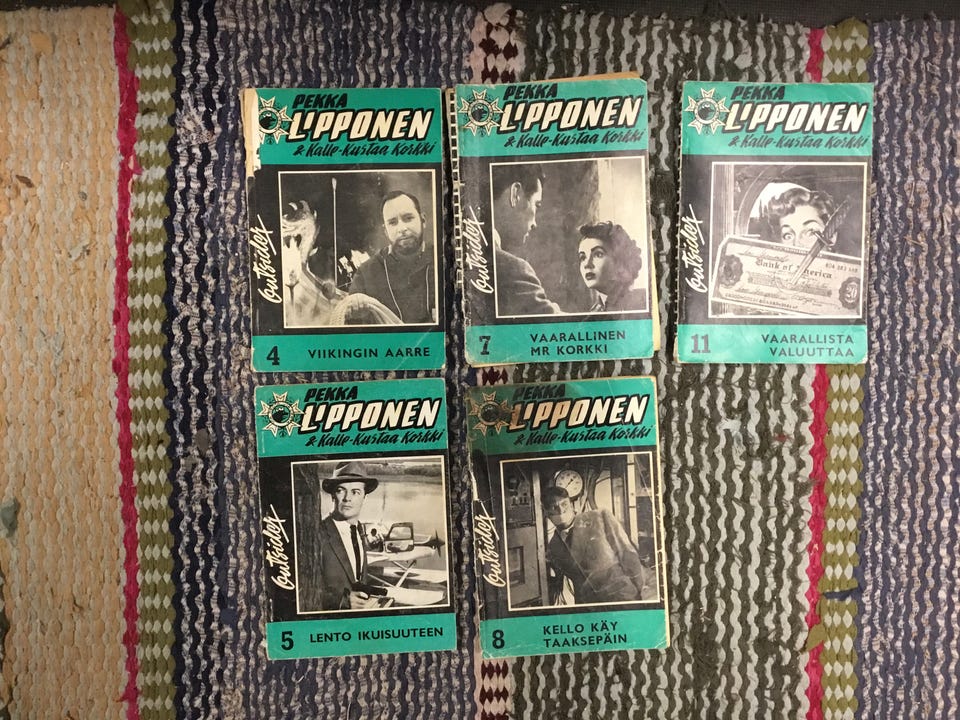 PEKKA
LIPPONEN
& Kalle-Kustaa Korkki
Outsider
4 VIIKINGIN AARRE
PEKKA
LIPPONEN
& Kalle-Kustaa Korkki
Outsider
7 VAARALLINEN
MR KORKKI
PEKKA
LIPPONEN
& Kalle-Kustaa Korkki
Outsider
Bank of America
11 VAARALLISTA
VALUUTTAA
PEKKA
LIPPONEN
& Kalle-Kustaa Korkki
Outsider
5 LENTO IKUISUUTEEN
PEKKA
LIPPONEN
& Kalle-Kustaa Korkki
Outsider
8 KELLO KÄY
TAAKSEPÄIN